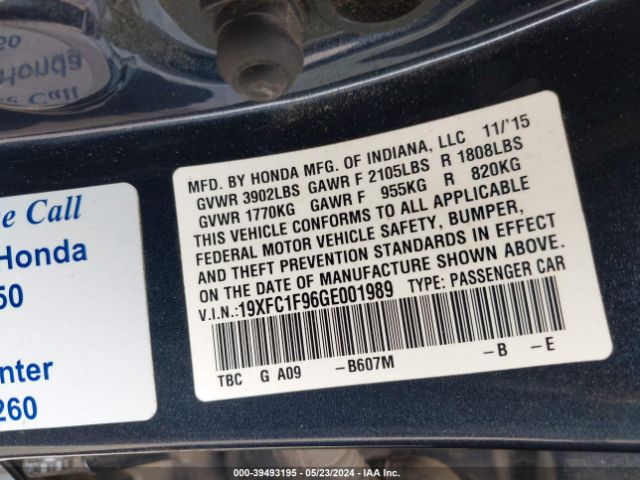 60
Honda
e Call
MFD. BY HONDA MFG. OF INDIANA, LLC 11/'15
GVWR 3902LBS GAWR F 2105LBS R 1808LBS
GVWR 1770KG GAWR F 955KG R 820KG
THIS VEHICLE CONFORMS TO ALL APPLICABLE
FEDERAL MOTOR VEHICLE SAFETY, BUMPER,
AND THEFT PREVENTION STANDARDS IN EFFECT
ON THE DATE OF MANUFACTURE SHOWN ABOVE.
V.I.N.:19XFC1F96GE001989 TYPE: PASSENGER CAR
TBC G A09 -B607M -B -E
e Call
Honda
50
nter
260
000-39493195 - 05/23/2024 - IAA Inc.